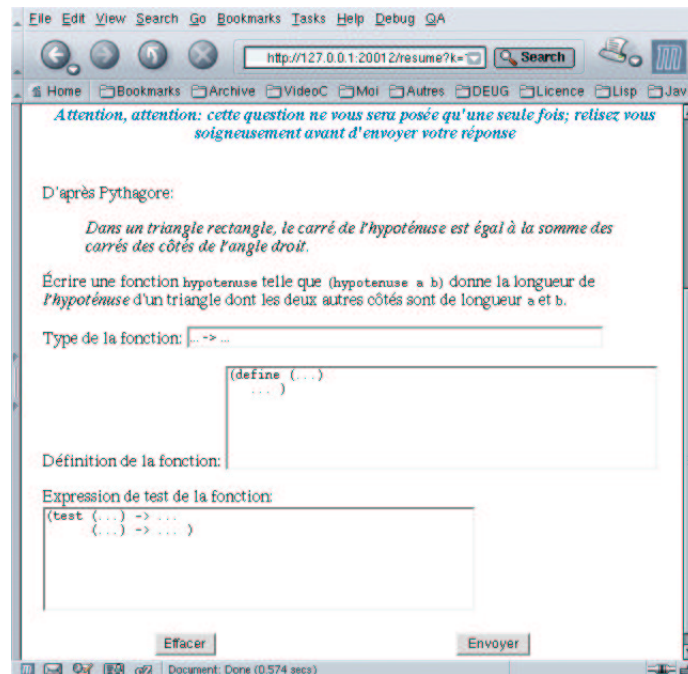 File Edit View Search Go Bookmarks Tasks Help Debug QA
http://127.0.0.1:20012/resume?k= Search
Home Bookmarks Archive VideoC Moi Autres DEUG Licence Lisp Jav
Attention, attention: cette question ne vous sera posée qu'une seule fois; relisez vous
soigneusement avant d'envoyer votre réponse
D'après Pythagore:
Dans un triangle rectangle, le carré de l'hypoténuse est égal à la somme des
carrés des côtés de l'angle droit.
Écrire une fonction hypotenuse telle que (hypotenuse a b) donne la longueur de
l'hypoténuse d'un triangle dont les deux autres côtés sont de longueur a et b.
Type de la fonction: ... -> ...
(define (...)
... )
Définition de la fonction:
Expression de test de la fonction:
(test (...) -> ...
(...) -> ... )
Effacer Envoyer
Document: Done (0.574 secs)